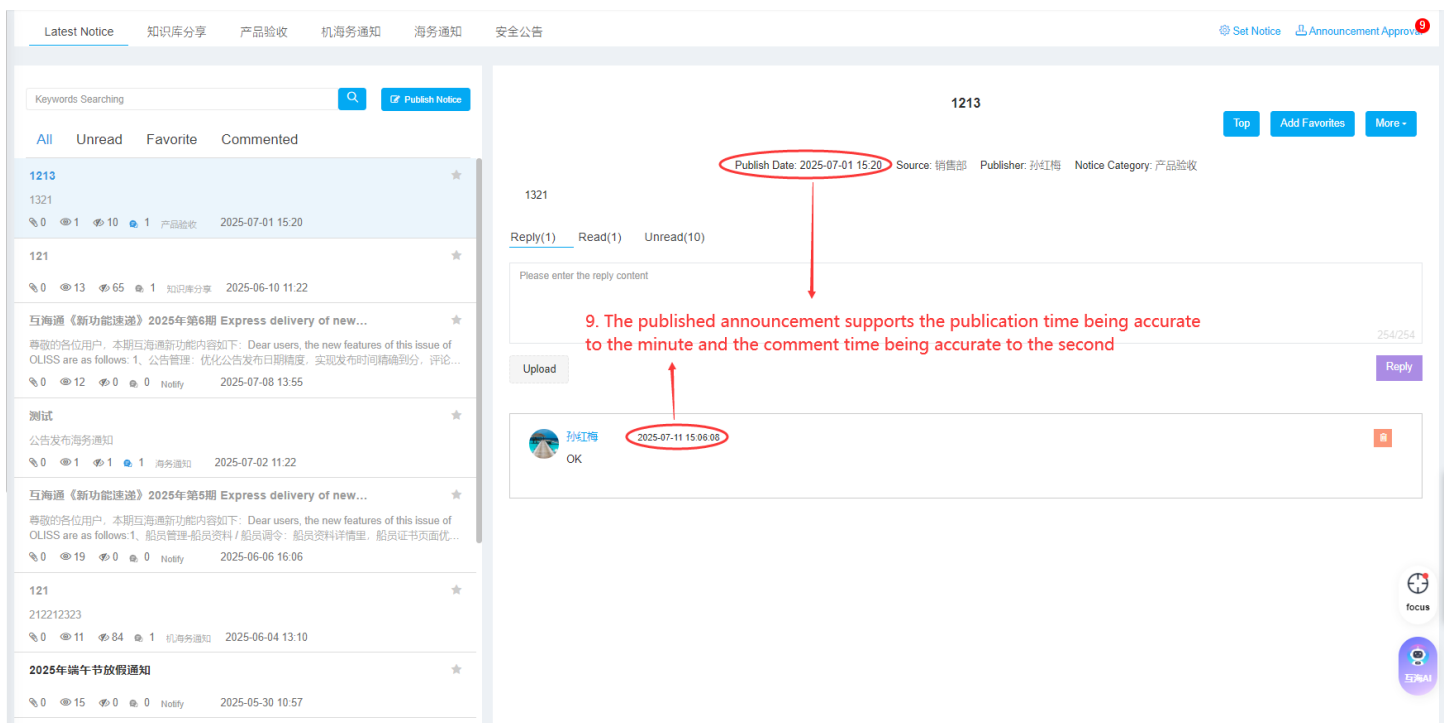 Latest Notice 知识库分享 产品验收 机海务通知 海务通知 安全公告 Set Notice Announcement Approval 9
Keywords Searching Publish Notice
All Unread Favorite Commented
1213
1321
0 1 10 1 产品验收 2025-07-01 15:20
121
0 13 65 1 知识库分享 2025-06-10 11:22
互海通《新功能速递》2025年第6期 Express delivery of new...
尊敬的各位用户，本期互海通新功能内容如下：Dear users, the new features of this issue of
OLISS are as follows: 1、公告管理：优化公告发布日期精度，实现发布时间精确到分，评论...
0 12 0 0 Notify 2025-07-08 13:55
测试
公告发布海务通知
0 1 1 1 海务通知 2025-07-02 11:22
互海通《新功能速递》2025年第5期 Express delivery of new...
尊敬的各位用户，本期互海通新功能内容如下：Dear users, the new features of this issue of
OLISS are as follows:1、船员管理-船员资料 / 船员调令：船员资料详情里，船员证书页面优...
0 19 0 0 Notify 2025-06-06 16:06
121
212212323
0 11 84 1 机海务通知 2025-06-04 13:10
2025年端午节放假通知
0 15 0 0 Notify 2025-05-30 10:57
1213
Top Add Favorites More
Publish Date: 2025-07-01 15:20 Source: 销售部 Publisher: 孙红梅 Notice Category: 产品验收
1321
Reply(1) Read(1) Unread(10)
Please enter the reply content
9. The published announcement supports the publication time being accurate
to the minute and the comment time being accurate to the second
254/254
Upload Reply
孙红梅 2025-07-11 15:06:08
OK
focus
互海AI